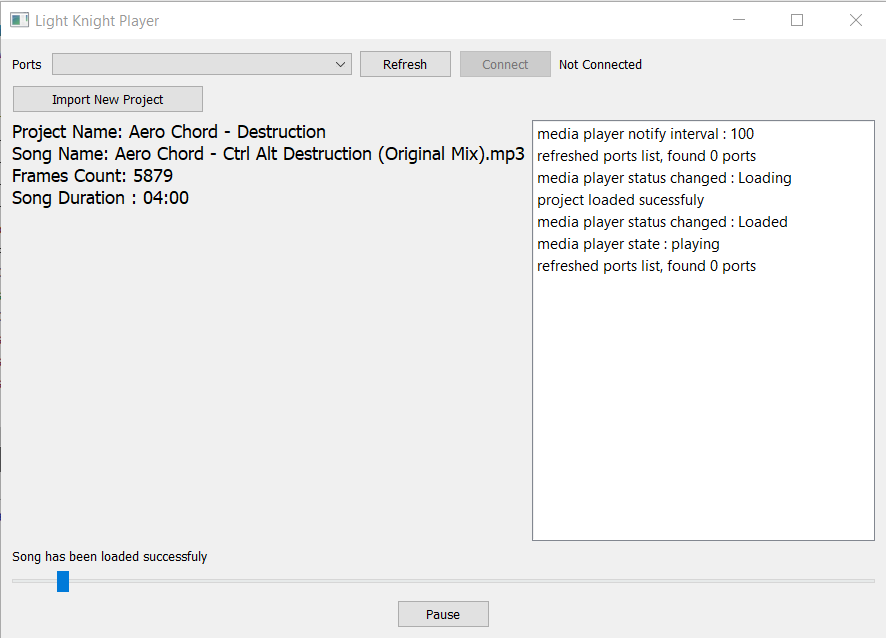 Light Knight Player
Ports
Refresh
Connect
Not Connected
Import New Project
Project Name: Aero Chord - Destruction
Song Name: Aero Chord - Ctrl Alt Destruction (Original Mix).mp3
Frames Count: 5879
Song Duration : 04:00
media player notify interval : 100
refreshed ports list, found 0 ports
media player status changed : Loading
project loaded sucessfuly
media player status changed : Loaded
media player state : playing
refreshed ports list, found 0 ports
Song has been loaded successfuly
Pause